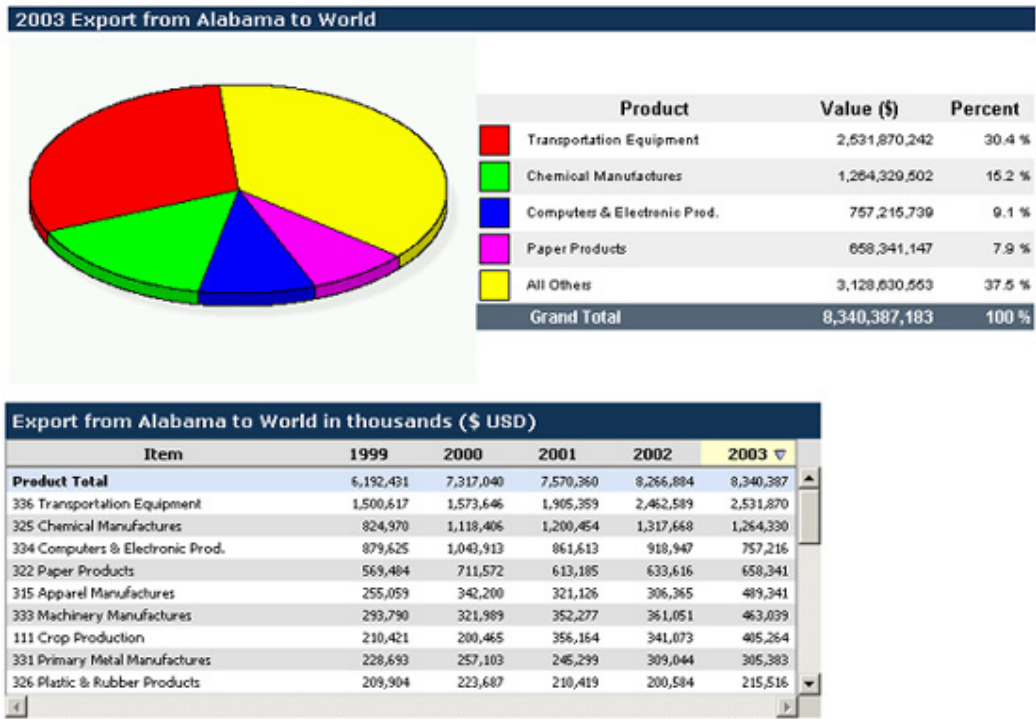 2003 Export from Alabama to World
Product Value ($) Percent
Transportation Equipment 2,531,870,242 30.4 %
Chemical Manufactures 1,264,329,502 15.2 %
Computers & Electronic Prod. 757,215,739 9.1 %
Paper Products 658,341,147 7.9 %
All Others 3,128,630,553 37.5 %
Grand Total 8,340,387,183 100 %
Export from Alabama to World in thousands ($ USD)
Item 1999 2000 2001 2002 2003
Product Total 6,192,431 7,317,040 7,570,360 8,266,884 8,340,387
336 Transportation Equipment 1,500,617 1,573,646 1,905,359 2,462,589 2,531,870
325 Chemical Manufactures 824,970 1,118,406 1,200,454 1,317,668 1,264,330
334 Computers & Electronic Prod. 879,625 1,043,913 861,613 918,947 757,216
322 Paper Products 569,484 711,572 613,185 633,616 658,341
315 Apparel Manufactures 255,059 342,200 321,126 306,365 489,341
333 Machinery Manufactures 293,790 321,989 352,277 361,051 463,039
111 Crop Production 210,421 200,465 356,164 341,073 405,264
331 Primary Metal Manufactures 228,693 257,103 245,299 309,044 305,383
326 Plastic & Rubber Products 209,904 223,687 210,419 200,584 215,516